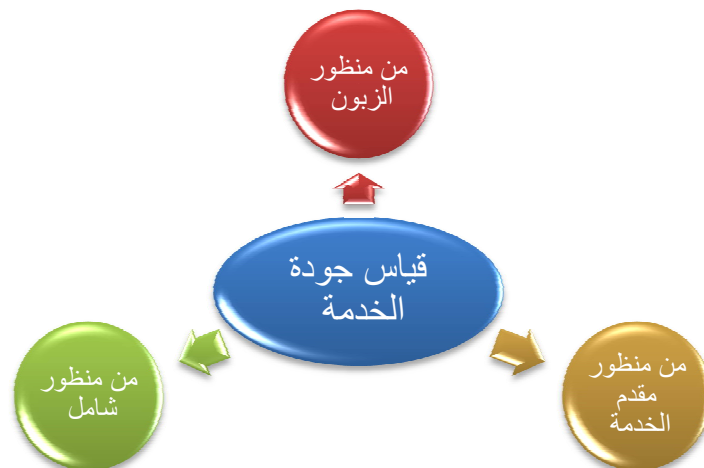 من منظور
الزبون
قياس جودة
الخدمة
من منظور
مقدم
الخدمة
من منظور
شامل